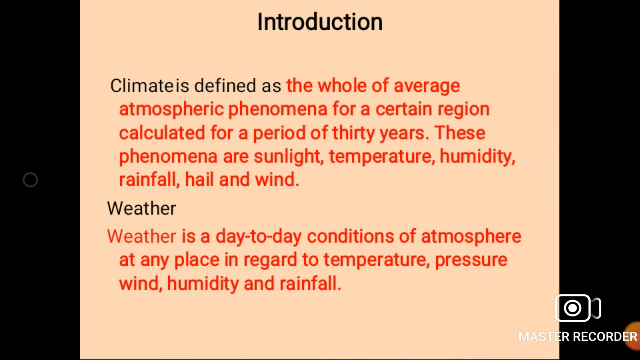 Introduction
Climate is defined as the whole of average
atmospheric phenomena for a certain region
calculated for a period of thirty years. These
phenomena are sunlight, temperature, humidity,
rainfall, hail and wind.
Weather
Weather is a day-to-day conditions of atmosphere
at any place in regard to temperature, pressure
wind, humidity and rainfall.
MASTER RECORDER